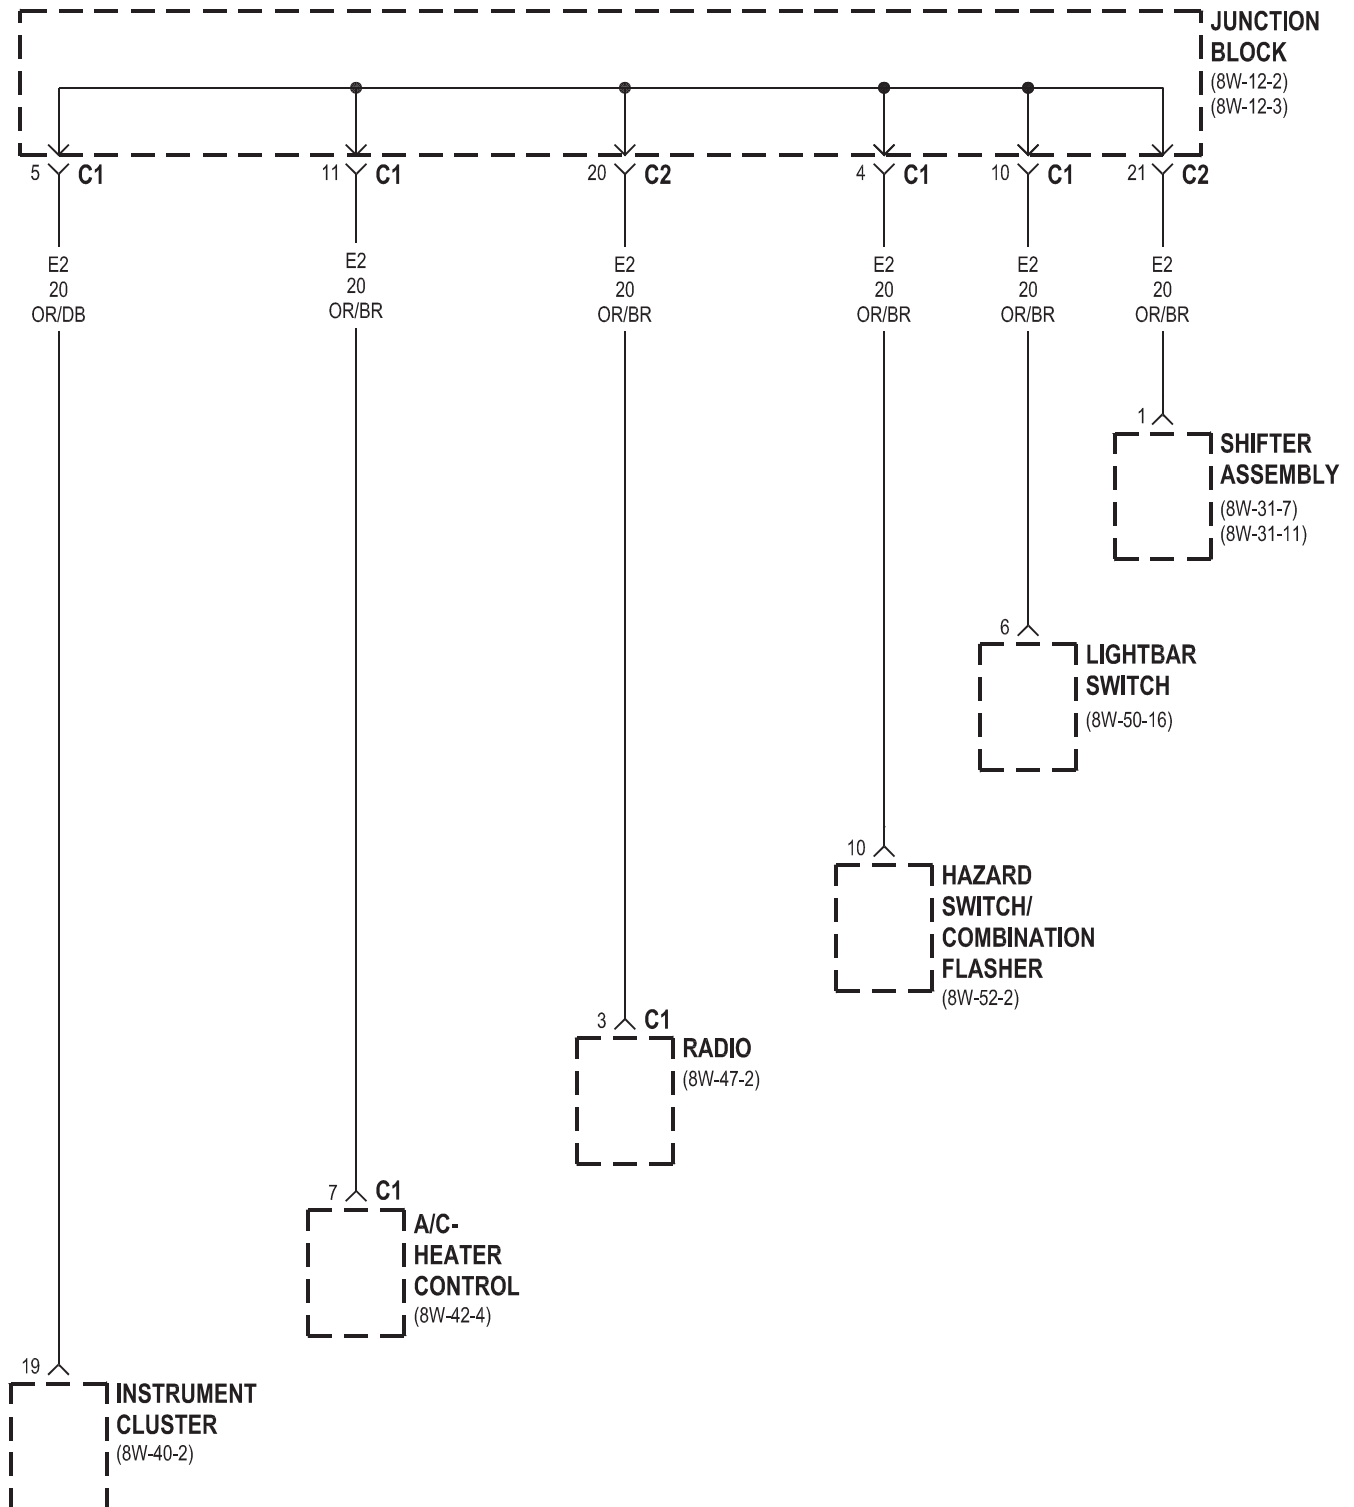 JUNCTION
BLOCK
(8W-12-2)
(8W-12-3)
5 C1
11 C1
20 C2
4 C1
10 C1
21 C2
E2
20
OR/DB
E2
20
OR/BR
E2
20
OR/BR
E2
20
OR/BR
E2
20
OR/BR
E2
20
OR/BR
1
SHIFTER
ASSEMBLY
(8W-31-7)
(8W-31-11)
6
LIGHTBAR
SWITCH
(8W-50-16)
10
HAZARD
SWITCH/
COMBINATION
FLASHER
(8W-52-2)
3 C1
RADIO
(8W-47-2)
7 C1
A/C-
HEATER
CONTROL
(8W-42-4)
19
INSTRUMENT
CLUSTER
(8W-40-2)